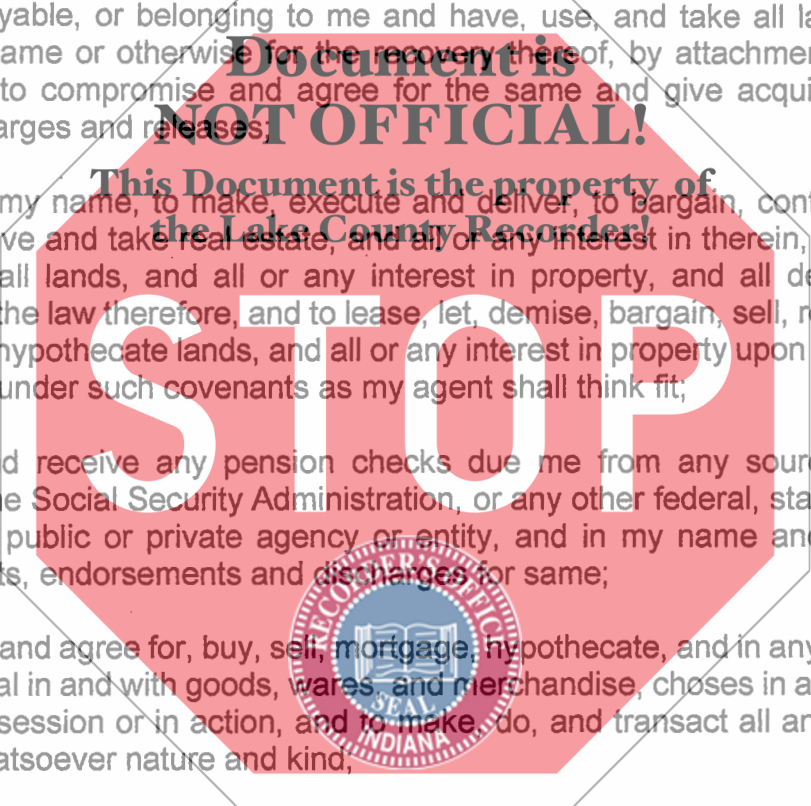 yable, or belonging to me and have, use, and take all la
ame or otherwise for the recovery thereof, by attachmen
to compromise and agree for the same and give acqui
arges and releases;
my name, to make, execute and deliver, to bargain, cont
ve and take real estate, and all or any interest in therein,
all lands, and all or any interest in property, and all de
the law therefore, and to lease, let, demise, bargain, sell, r
hypothecate lands, and all or any interest in property upon
under such covenants as my agent shall think fit;
d receive any pension checks due me from any sourc
e Social Security Administration, or any other federal, sta
public or private agency or entity, and in my name and
ts, endorsements and discharges for same;
and agree for, buy, sell, mortgage, hypothecate, and in any
al in and with goods, wares, and merchandise, choses in a
session or in action, and to make, do, and transact all an
atsoever nature and kind;
Document is
NOT OFFICIAL!
This Document is the property of
the Lake County Recorder!
STOP
RECORDER'S OFFICE
SEAL
INDIANA